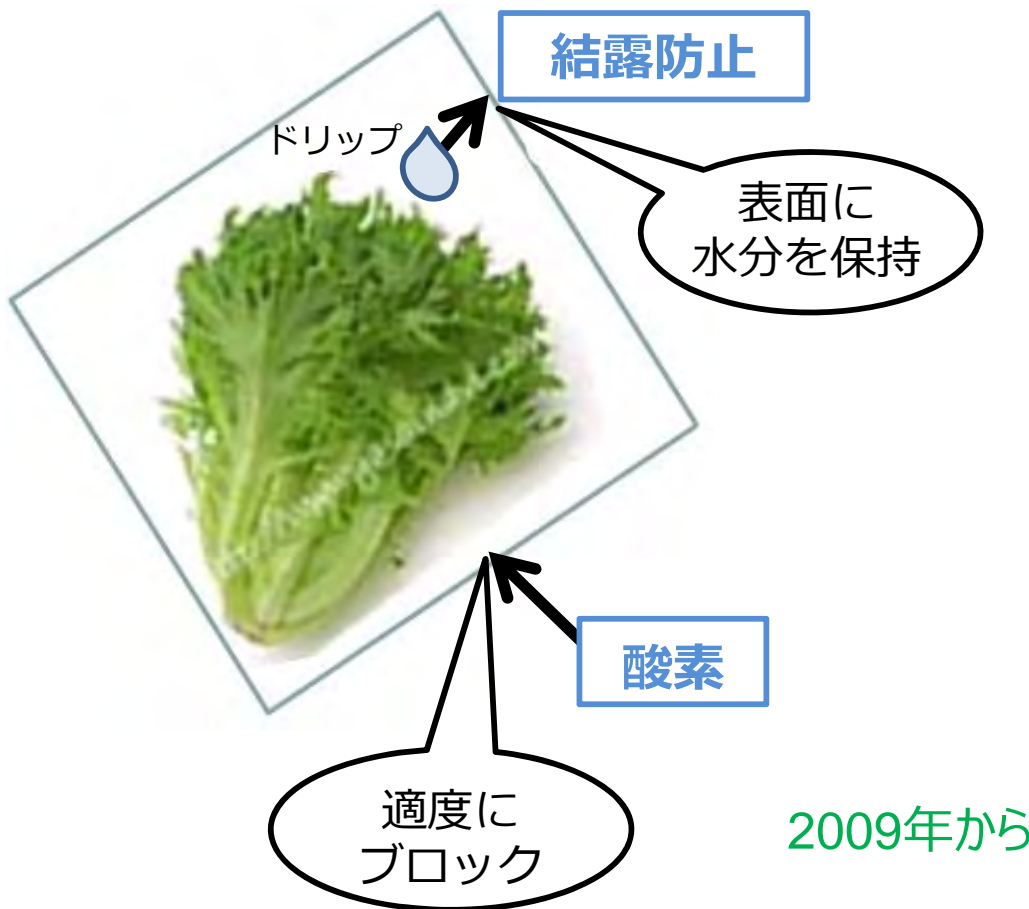 結露防止
ドリップ
表面に
水分を保持
酸素
適度に
ブロック
2009年から